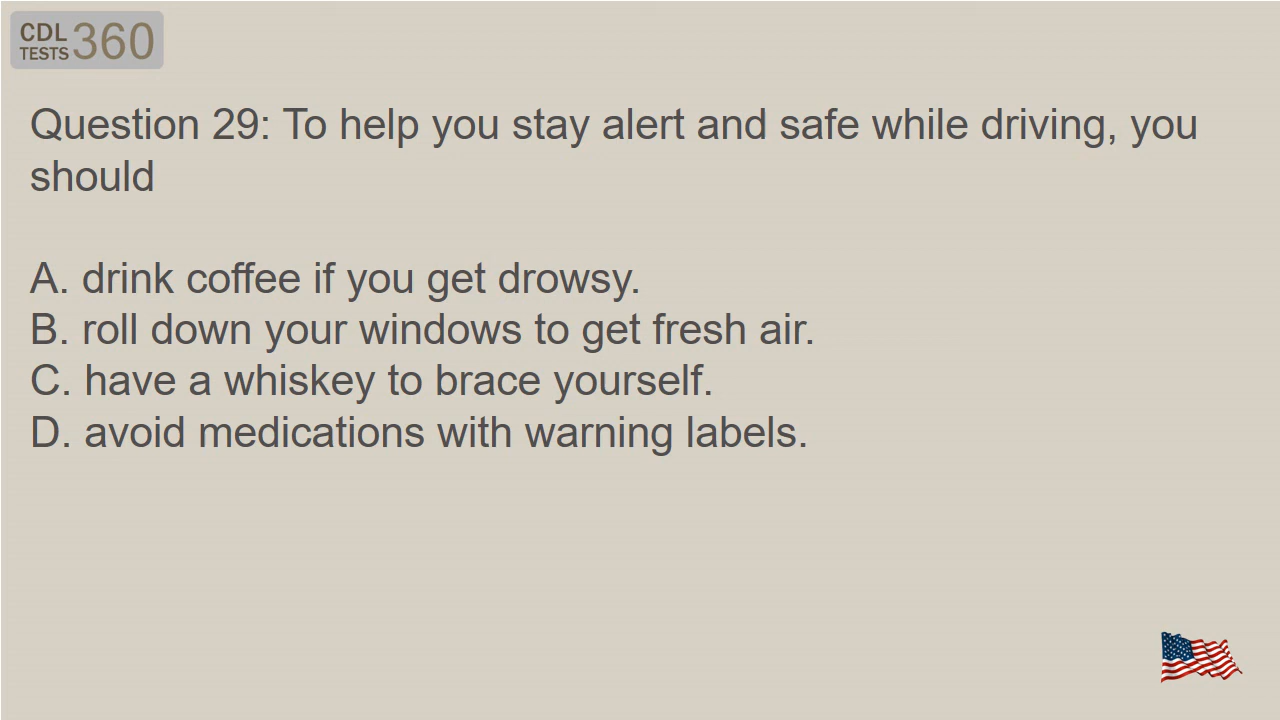 CDL
TESTS 360
Question 29: To help you stay alert and safe while driving, you
should
A. drink coffee if you get drowsy.
B. roll down your windows to get fresh air.
C. have a whiskey to brace yourself.
D. avoid medications with warning labels.